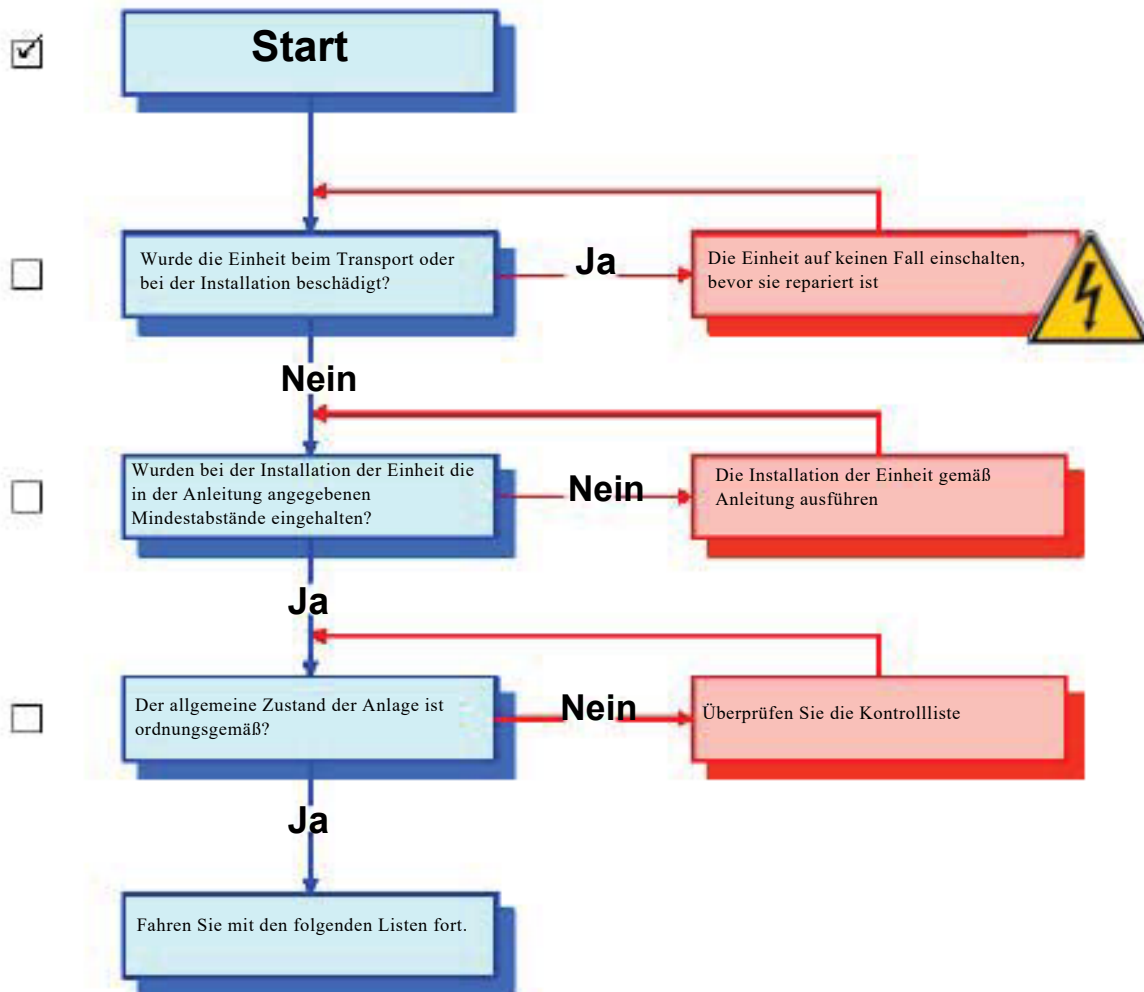 Start
Wurde die Einheit beim Transport oder
bei der Installation beschädigt?
Ja
Die Einheit auf keinen Fall einschalten,
bevor sie repariert ist
Nein
Wurden bei der Installation der Einheit die
in der Anleitung angegebenen
Mindestabstände eingehalten?
Nein
Die Installation der Einheit gemäß
Anleitung ausführen
Ja
Der allgemeine Zustand der Anlage ist
ordnungsgemäß?
Nein
Überprüfen Sie die Kontrollliste
Ja
Fahren Sie mit den folgenden Listen fort.